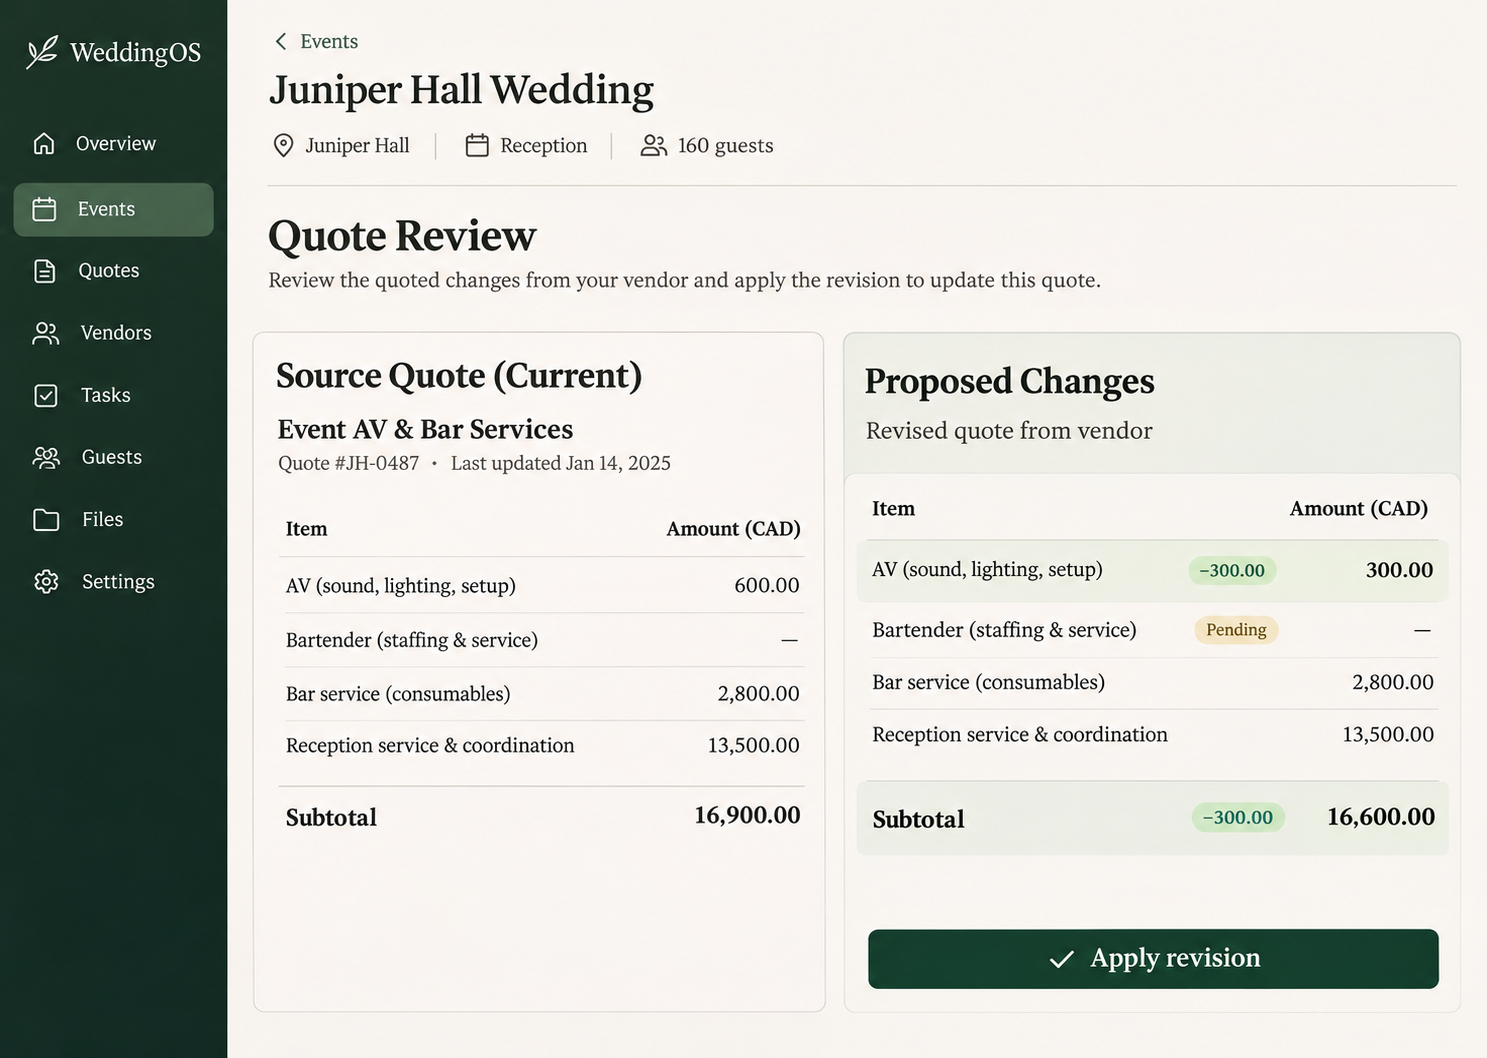 WeddingOS
Overview
Events
Quotes
Vendors
Tasks
Guests
Files
Settings
Events
Juniper Hall Wedding
Juniper Hall
Reception
160 guests
Quote Review
Review the quoted changes from your vendor and apply the revision to update this quote.
Source Quote (Current)
Event AV & Bar Services
Quote #JH-0487 • Last updated Jan 14, 2025
Item Amount (CAD)
AV (sound, lighting, setup) 600.00
Bartender (staffing & service) —
Bar service (consumables) 2,800.00
Reception service & coordination 13,500.00
Subtotal 16,900.00
Proposed Changes
Revised quote from vendor
Item Amount (CAD)
AV (sound, lighting, setup) −300.00 300.00
Bartender (staffing & service) Pending —
Bar service (consumables) 2,800.00
Reception service & coordination 13,500.00
Subtotal −300.00 16,600.00
Apply revision